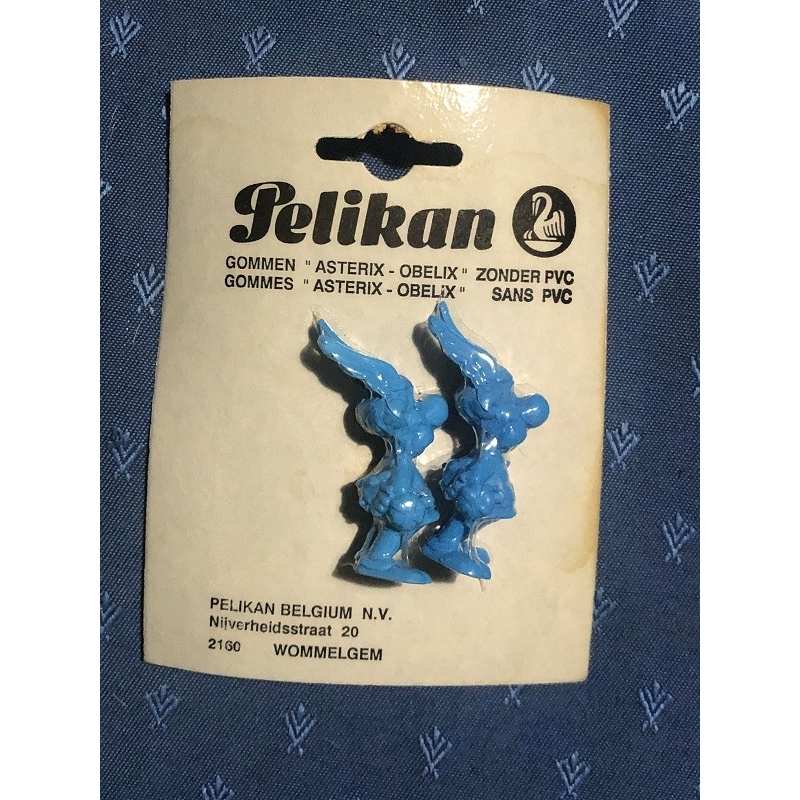 Pelikan
GOMMEN "ASTERIX - OBELIX" ZONDER PVC
GOMMES "ASTERIX - OBELIX" SANS PVC
PELIKAN BELGIUM N.V.
Nijverheidsstraat 20
2160 WOMMELGEM